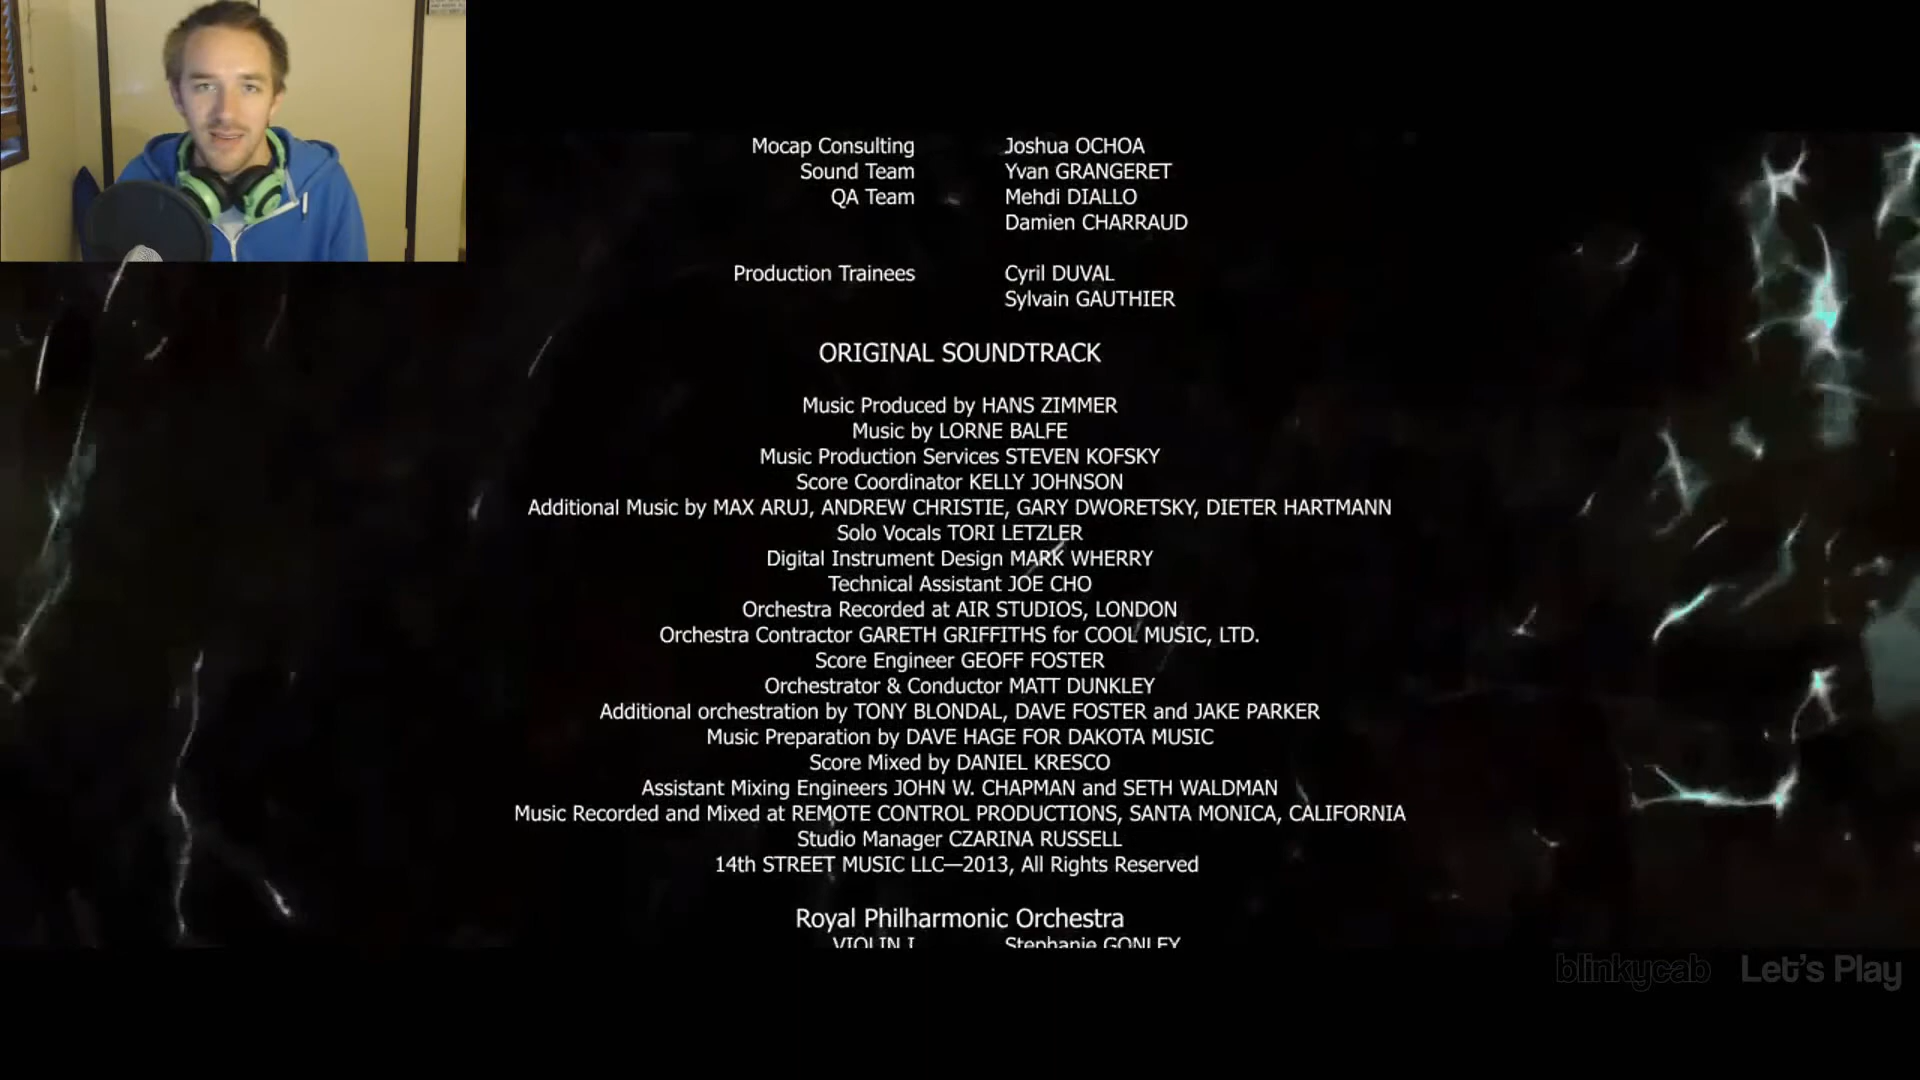 Mocap Consulting Joshua OCHOA
Sound Team Yvan GRANGERET
QA Team Mehdi DIALLO
Damien CHARRAUD
Production Trainees Cyril DUVAL
Sylvain GAUTHIER
ORIGINAL SOUNDTRACK
Music Produced by HANS ZIMMER
Music by LORNE BALFE
Music Production Services STEVEN KOFSKY
Score Coordinator KELLY JOHNSON
Additional Music by MAX ARUJ, ANDREW CHRISTIE, GARY DWORETSKY, DIETER HARTMANN
Solo Vocals TORI LETZLER
Digital Instrument Design MARK WHERRY
Technical Assistant JOE CHO
Orchestra Recorded at AIR STUDIOS, LONDON
Orchestra Contractor GARETH GRIFFITHS for COOL MUSIC, LTD.
Score Engineer GEOFF FOSTER
Orchestrator & Conductor MATT DUNKLEY
Additional orchestration by TONY BLONDAL, DAVE FOSTER and JAKE PARKER
Music Preparation by DAVE HAGE FOR DAKOTA MUSIC
Score Mixed by DANIEL KRESCO
Assistant Mixing Engineers JOHN W. CHAPMAN and SETH WALDMAN
Music Recorded and Mixed at REMOTE CONTROL PRODUCTIONS, SANTA MONICA, CALIFORNIA
Studio Manager CZARINA RUSSELL
14th STREET MUSIC LLC—2013, All Rights Reserved
Royal Philharmonic Orchestra
VIOLIN I Stephanie GONLEY
blinkycab Let's Play